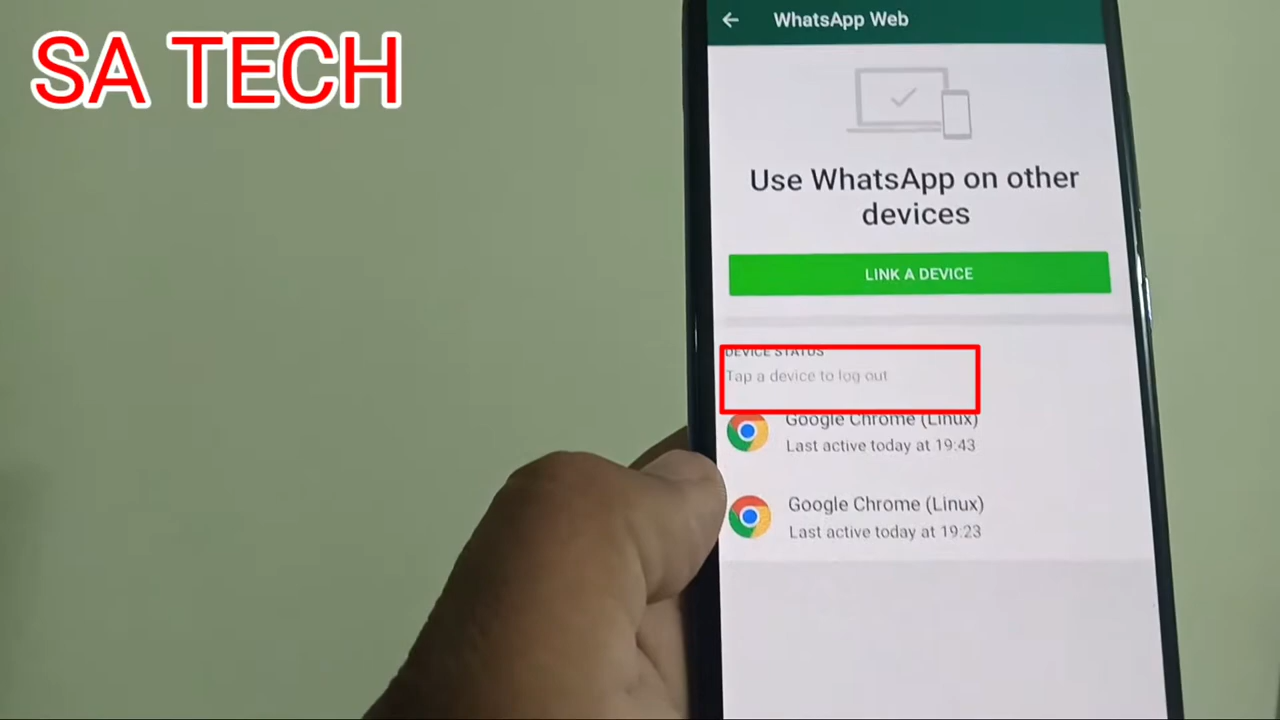 SA TECH
WhatsApp Web
Use WhatsApp on other
devices
LINK A DEVICE
DEVICE STATUS
Tap a device to log out
Google Chrome (Linux)
Last active today at 19:43
Google Chrome (Linux)
Last active today at 19:23